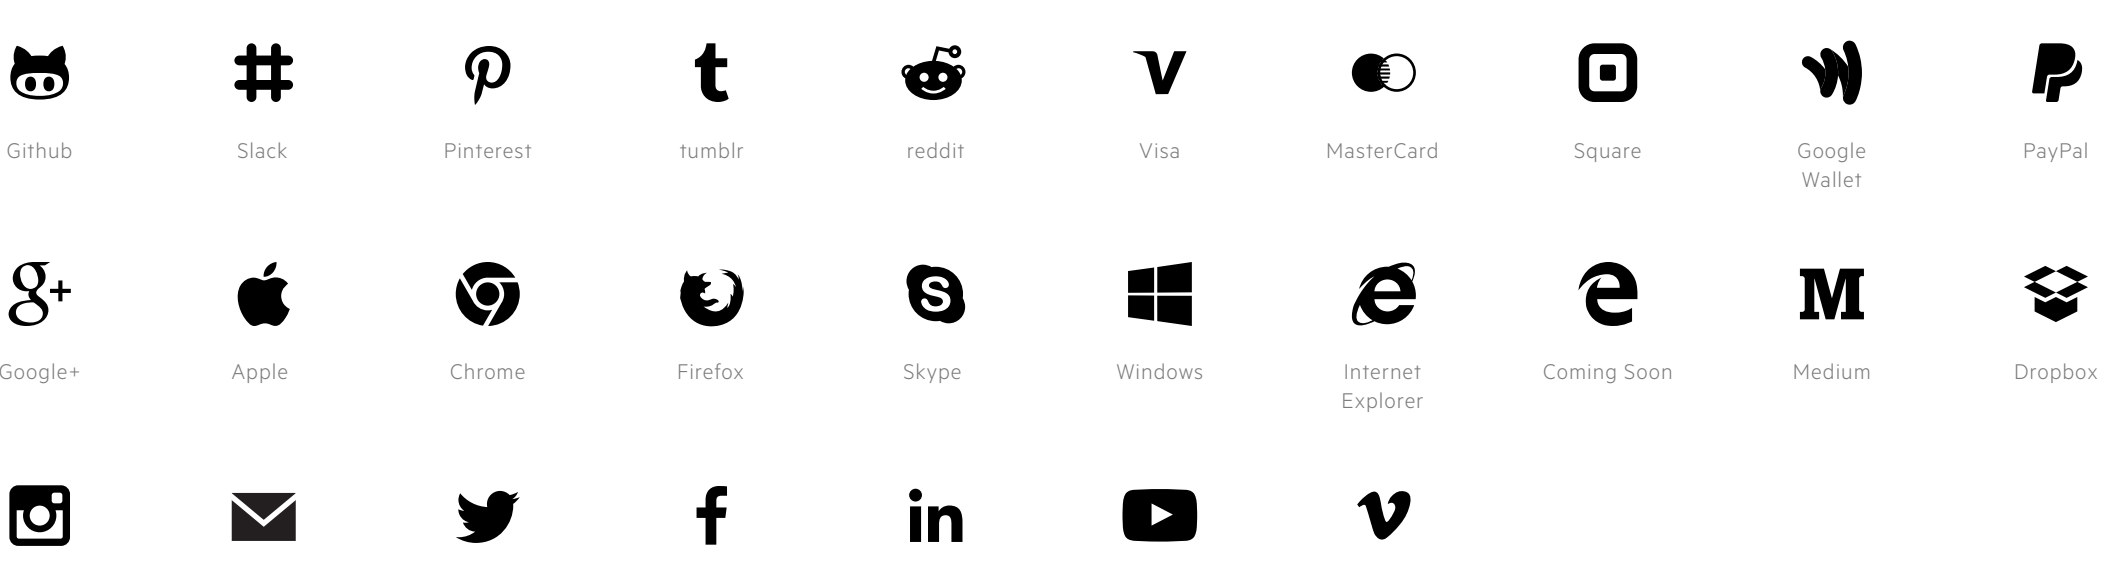 Github Slack Pinterest tumblr reddit Visa MasterCard Square Google Wallet PayPal
Google+ Apple Chrome Firefox Skype Windows Internet Explorer Coming Soon Medium Dropbox